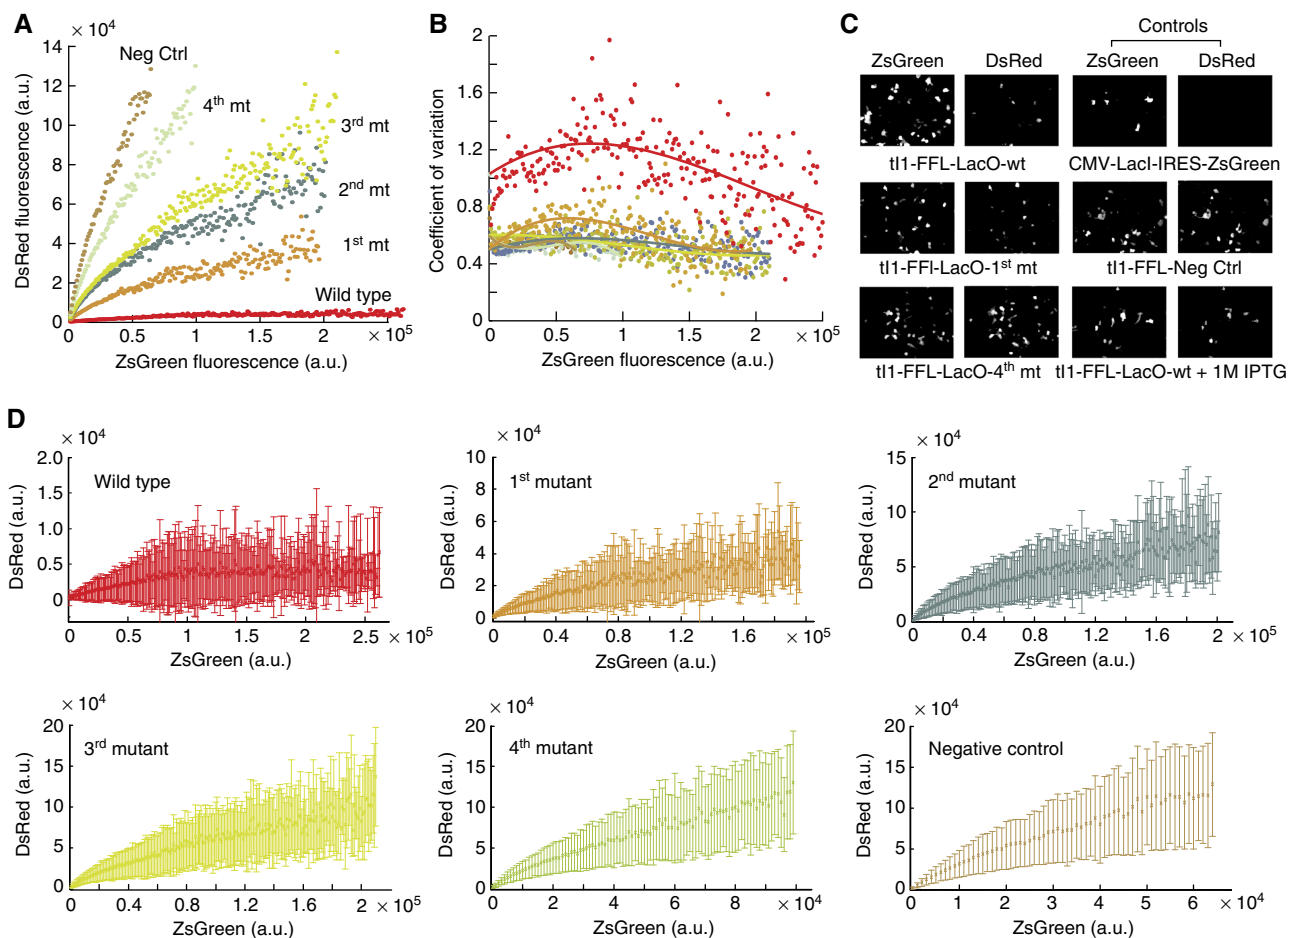 A
× 10⁴
14
12
10
8
6
4
2
0
DsRed fluorescence (a.u.)
Neg Ctrl
4th mt
3rd mt
2nd mt
1st mt
Wild type
0 0.5 1 1.5 2 × 10⁵
ZsGreen fluorescence (a.u.)
B
2
1.6
1.2
0.8
0.4
0
Coefficient of variation
0 0.5 1 1.5 2 × 10⁵
ZsGreen fluorescence (a.u.)
C
Controls
ZsGreen DsRed ZsGreen DsRed
tI1-FFL-LacO-wt CMV-LacI-IRES-ZsGreen
tI1-FFl-LacO-1st mt tI1-FFL-Neg Ctrl
tI1-FFL-LacO-4th mt tI1-FFL-LacO-wt + 1M IPTG
D
× 10⁴
2.0
1.5
1.0
0.5
0
DsRed (a.u.)
Wild type
0 0.5 1 1.5 2 2.5 × 10⁵
ZsGreen (a.u.)
× 10⁴
10
8
6
4
2
0
DsRed (a.u.)
1st mutant
0 0.4 0.8 1.2 1.6 × 10⁵
ZsGreen (a.u.)
× 10⁴
15
10
5
0
DsRed (a.u.)
2nd mutant
0 0.4 0.8 1.2 1.6 2 × 10⁵
ZsGreen (a.u.)
× 10⁴
20
15
10
5
0
DsRed (a.u.)
3rd mutant
0 0.4 0.8 1.2 1.6 2 × 10⁵
ZsGreen (a.u.)
× 10⁴
20
15
10
5
0
DsRed (a.u.)
4th mutant
0 2 4 6 8 × 10⁴
ZsGreen (a.u.)
× 10⁴
20
15
10
5
0
DsRed (a.u.)
Negative control
0 1 2 3 4 5 6 × 10⁴
ZsGreen (a.u.)